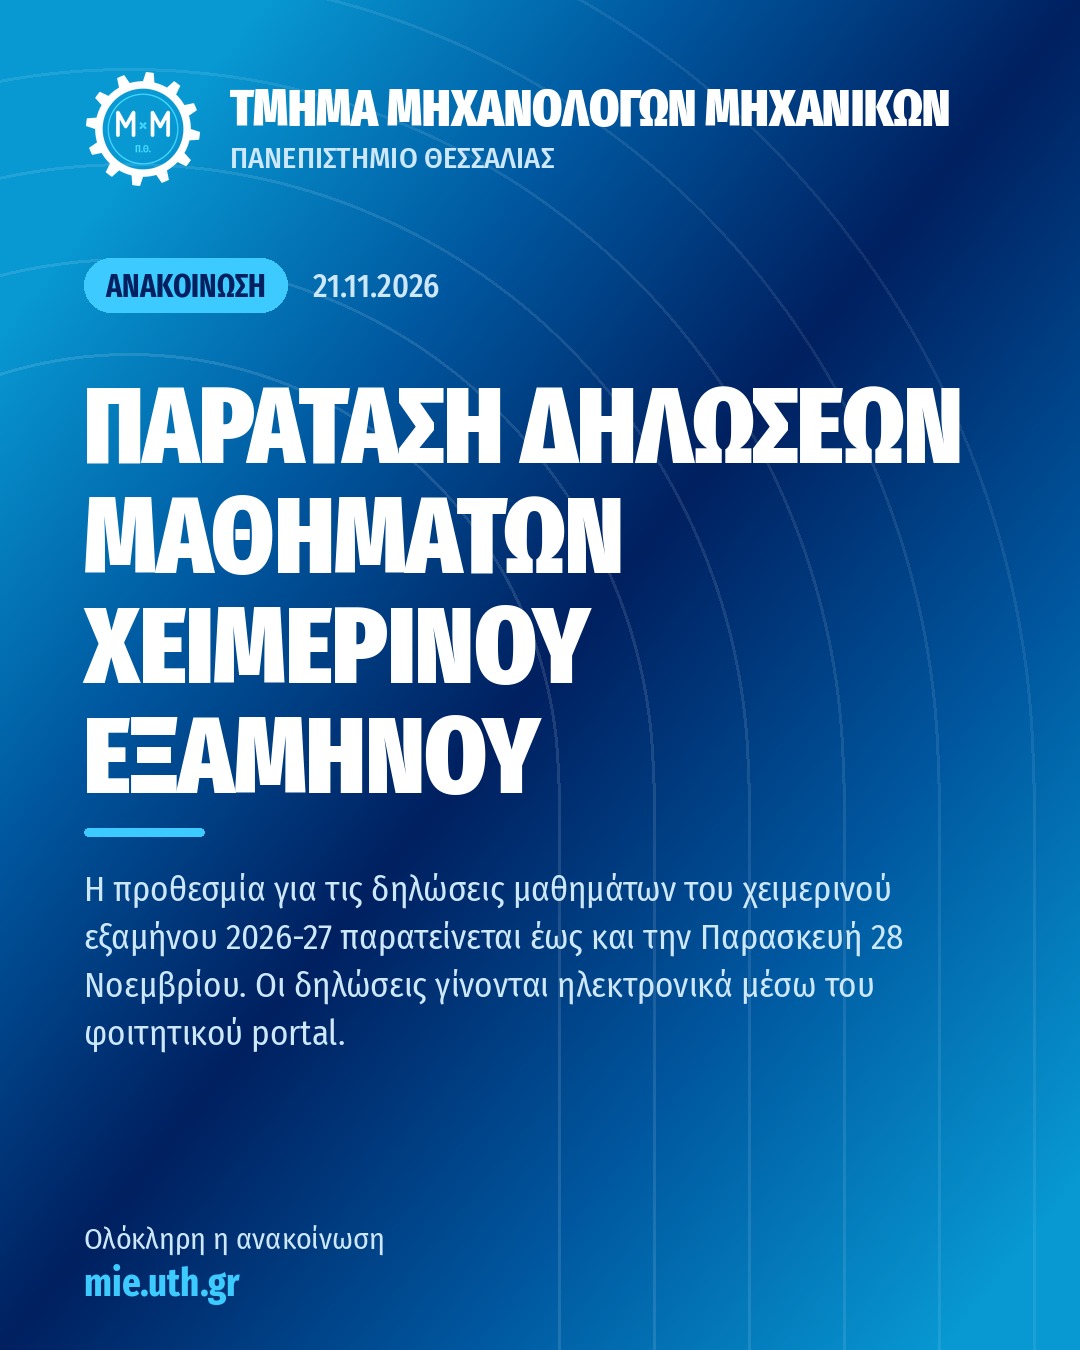 Μ×Μ
Π.Θ.
ΤΜΗΜΑ ΜΗΧΑΝΟΛΟΓΩΝ ΜΗΧΑΝΙΚΩΝ
ΠΑΝΕΠΙΣΤΗΜΙΟ ΘΕΣΣΑΛΙΑΣ
ΑΝΑΚΟΙΝΩΣΗ 21.11.2026
ΠΑΡΑΤΑΣΗ ΔΗΛΩΣΕΩΝ
ΜΑΘΗΜΑΤΩΝ
ΧΕΙΜΕΡΙΝΟΥ
ΕΞΑΜΗΝΟΥ
Η προθεσμία για τις δηλώσεις μαθημάτων του χειμερινού
εξαμήνου 2026-27 παρατείνεται έως και την Παρασκευή 28
Νοεμβρίου. Οι δηλώσεις γίνονται ηλεκτρονικά μέσω του
φοιτητικού portal.
Ολόκληρη η ανακοίνωση
mie.uth.gr